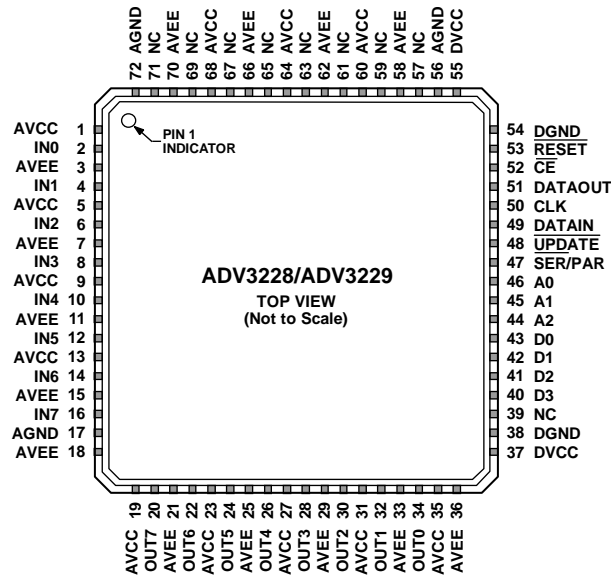 72 AGND
71 NC
70 AVEE
69 NC
68 AVCC
67 NC
66 AVEE
65 NC
64 AVCC
63 NC
62 AVEE
61 NC
60 AVCC
59 NC
58 AVEE
57 NC
56 AGND
55 DVCC
AVCC 1
IN0 2
AVEE 3
IN1 4
AVCC 5
IN2 6
AVEE 7
IN3 8
AVCC 9
IN4 10
AVEE 11
IN5 12
AVCC 13
IN6 14
AVEE 15
IN7 16
AGND 17
AVEE 18
PIN 1
INDICATOR
ADV3228/ADV3229
TOP VIEW
(Not to Scale)
54 DGND
53 RESET
52 CE
51 DATAOUT
50 CLK
49 DATAIN
48 UPDATE
47 SER/PAR
46 A0
45 A1
44 A2
43 D0
42 D1
41 D2
40 D3
39 NC
38 DGND
37 DVCC
AVCC 19
OUT7 20
AVEE 21
OUT6 22
AVCC 23
OUT5 24
AVEE 25
OUT4 26
AVCC 27
OUT3 28
AVEE 29
OUT2 30
AVCC 31
OUT1 32
AVEE 33
OUT0 34
AVCC 35
AVEE 36